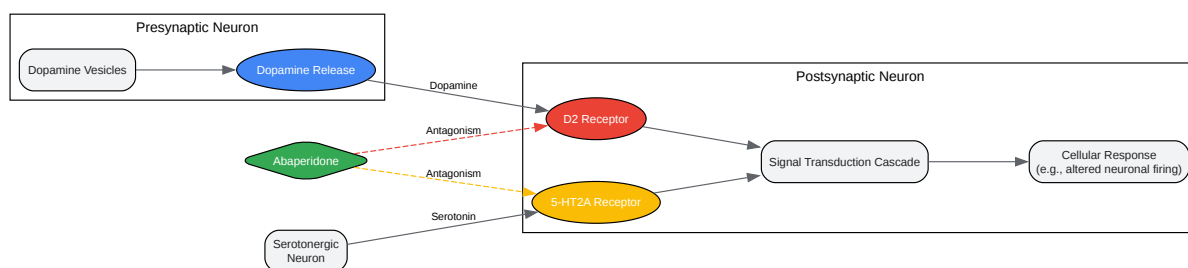 Presynaptic Neuron
Dopamine Vesicles
Dopamine Release
Dopamine
Postsynaptic Neuron
D2 Receptor
Antagonism
Abaperidone
Antagonism
5-HT2A Receptor
Serotonin
Serotonergic
Neuron
Signal Transduction Cascade
Cellular Response
(e.g., altered neuronal firing)